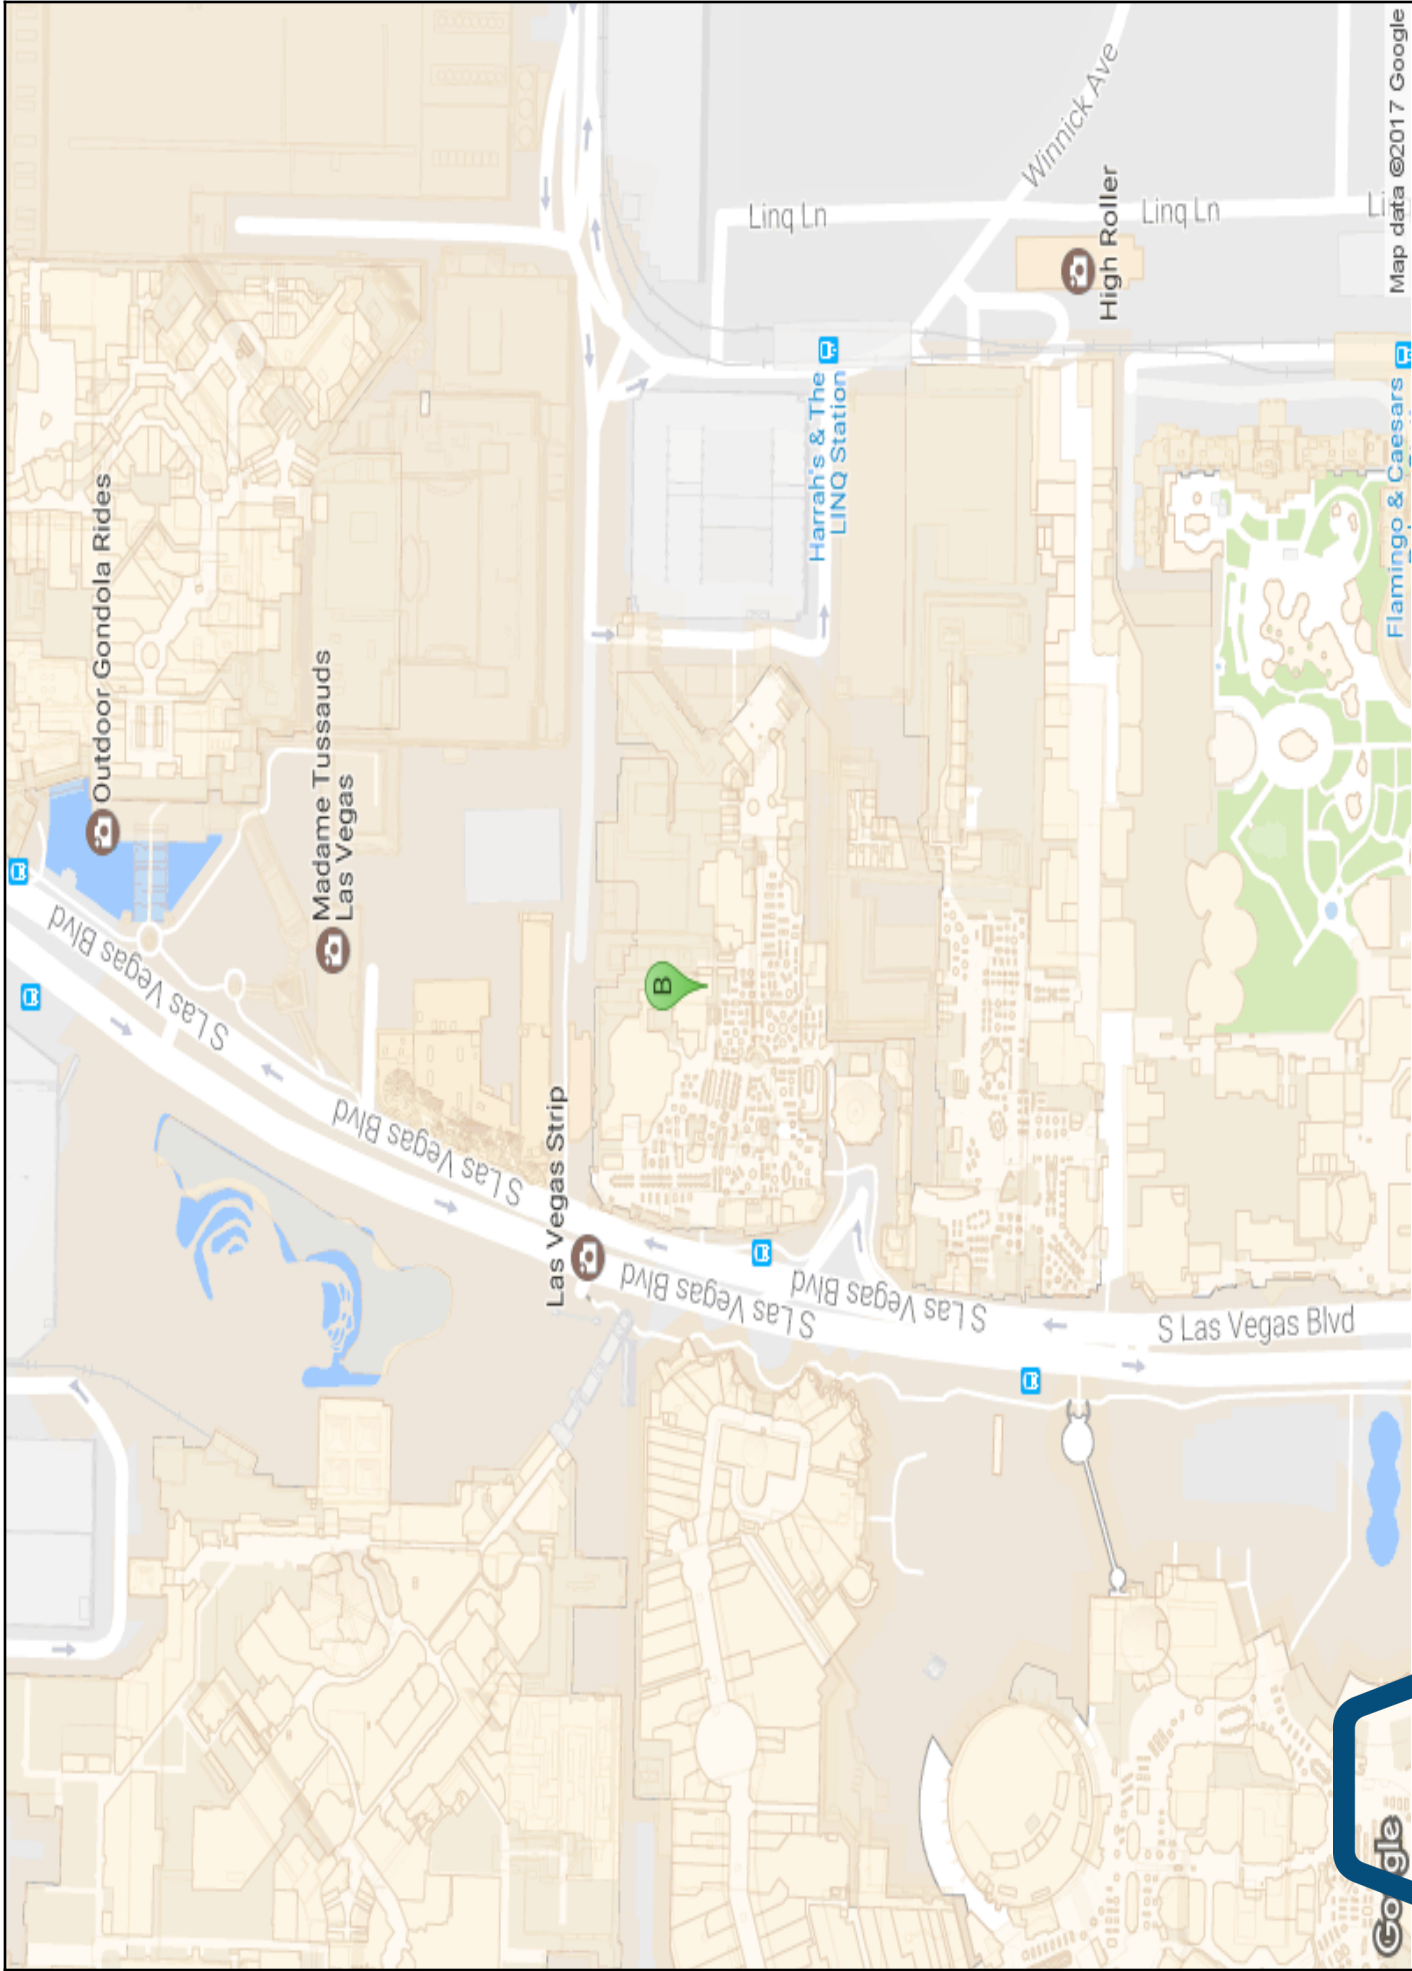 Outdoor Gondola Rides
Madame Tussauds
Las Vegas
S Las Vegas Blvd
S Las Vegas Blvd
Las Vegas Strip
S Las Vegas Blvd
S Las Vegas Blvd
S Las Vegas Blvd
B
Harrah's & The
LINQ Station
Linq Ln
Winnick Ave
High Roller
Linq Ln
Flamingo & Caesars
Map data ©2017 Google
Google